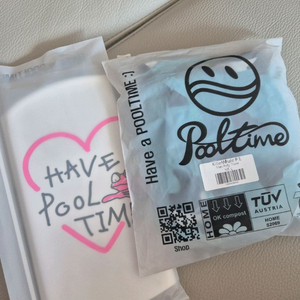 HAVE
POOL
TIME
Have a POOLTIME :)
Pooltime
Shop
HOME
OK compost
TÜV
AUSTRIA
HOME